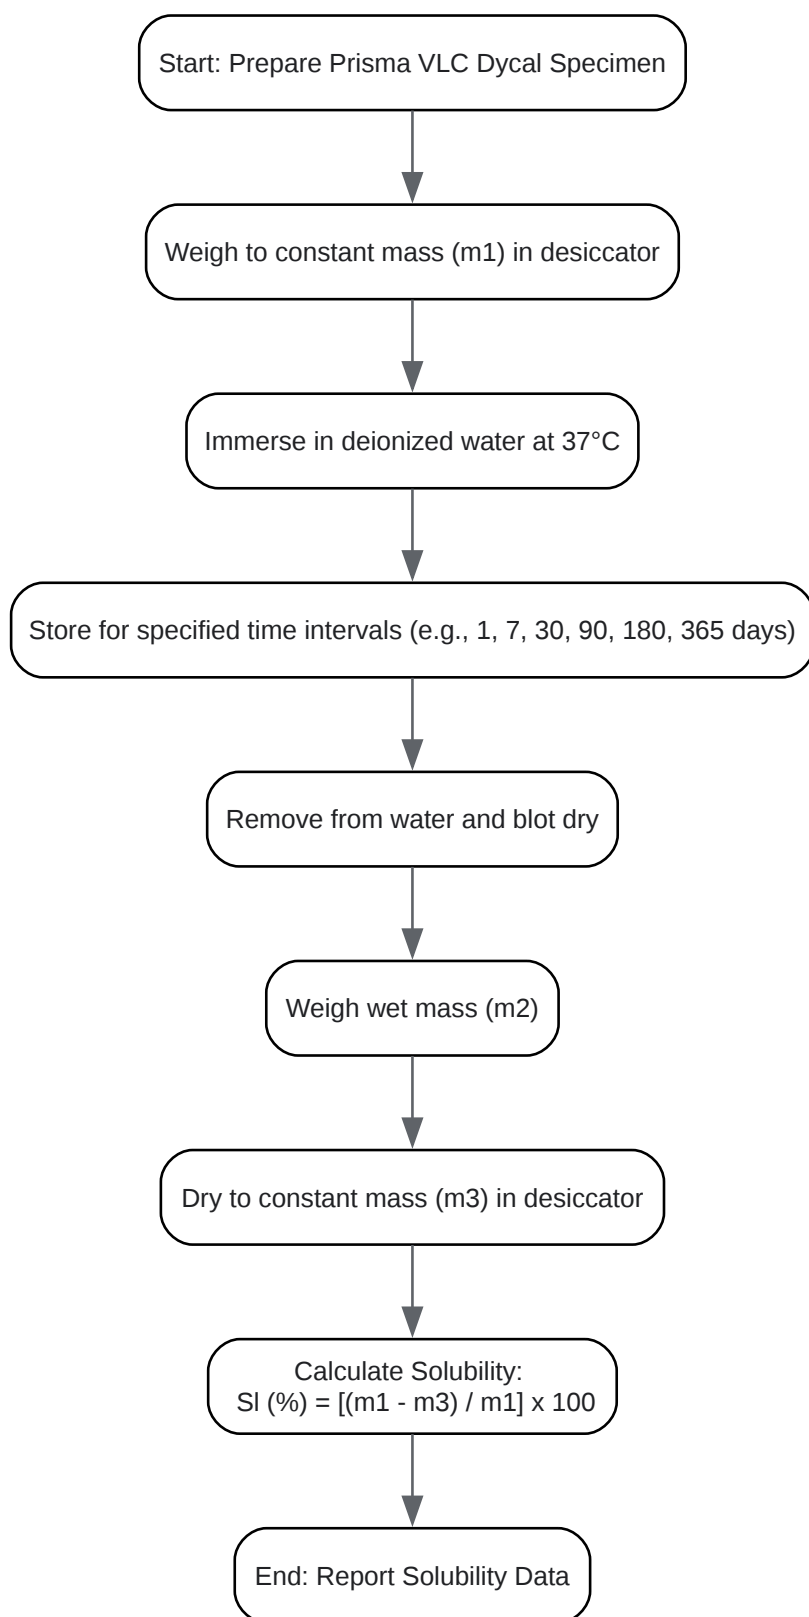 Start: Prepare Prisma VLC Dycal Specimen
Weigh to constant mass (m1) in desiccator
Immerse in deionized water at 37°C
Store for specified time intervals (e.g., 1, 7, 30, 90, 180, 365 days)
Remove from water and blot dry
Weigh wet mass (m2)
Dry to constant mass (m3) in desiccator
Calculate Solubility:
Sl (%) = [(m1 - m3) / m1] x 100
End: Report Solubility Data